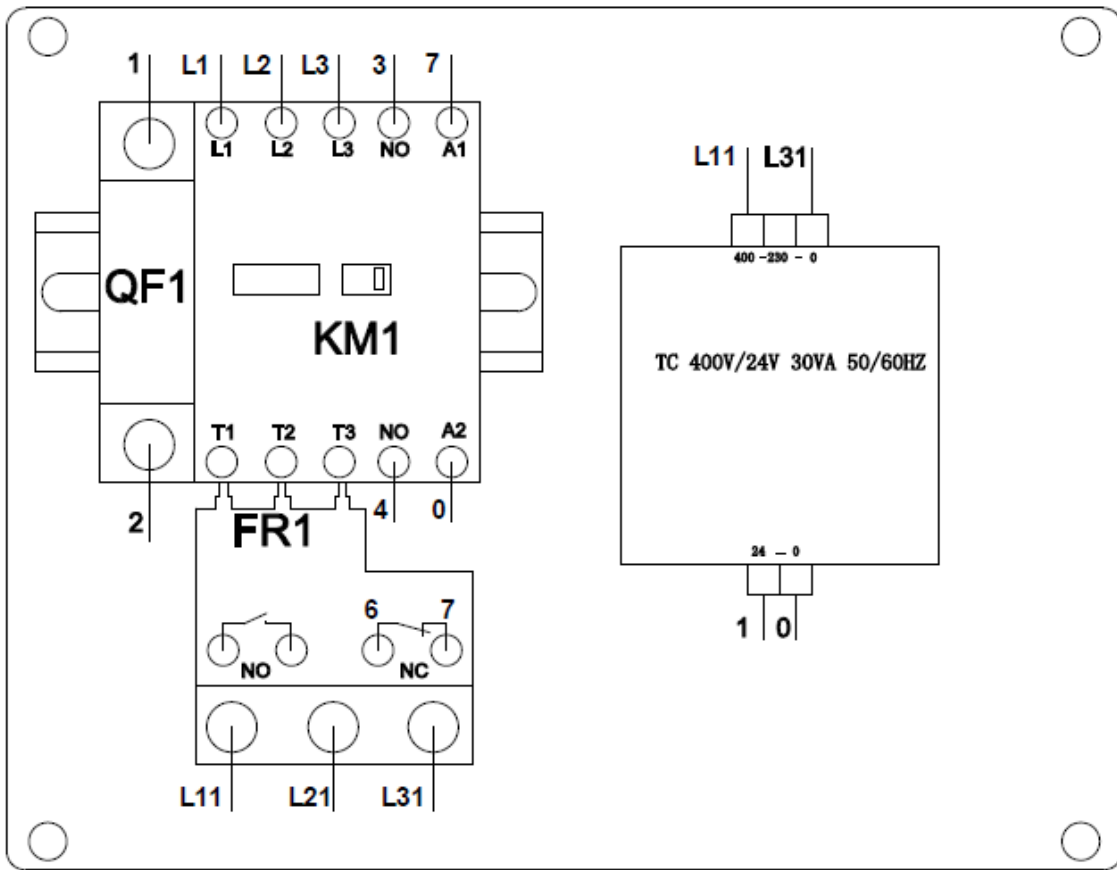 1 L1 L2 L3 3 7
L1 L2 L3 NO A1
L11 L31
400 -230 - 0
QF1
KM1
TC 400V/24V 30VA 50/60HZ
T1 T2 T3 NO A2
2
4 0
FR1
24 - 0
1 0
6 7
NO NC
L11 L21 L31